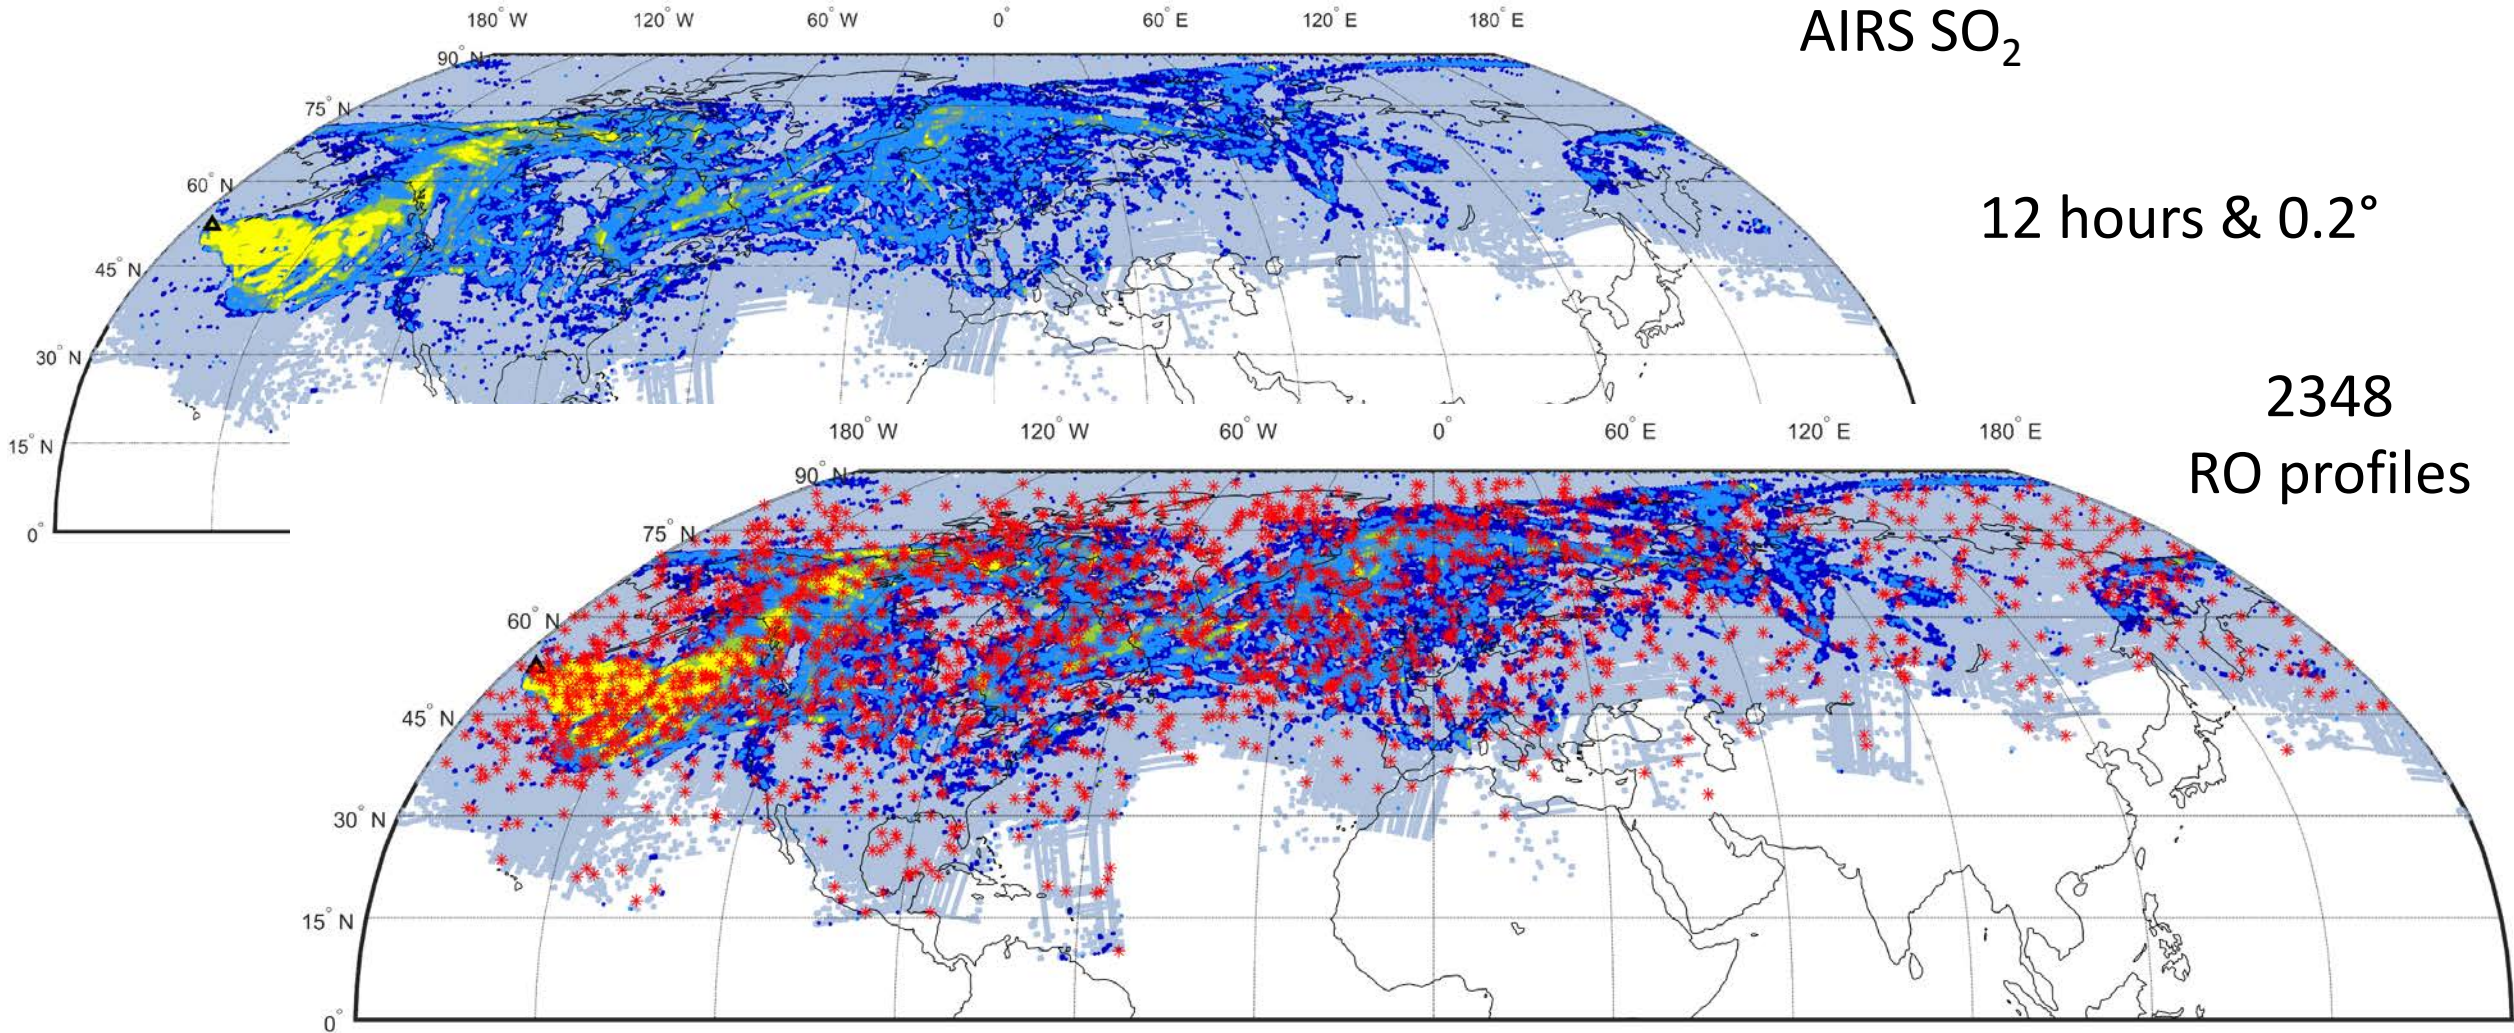 180° W 120° W 60° W 0° 60° E 120° E 180° E
AIRS SO₂
90° N
75° N
60° N
45° N
30° N
15° N
0°
12 hours & 0.2°
2348
RO profiles
180° W 120° W 60° W 0° 60° E 120° E 180° E
90° N
75° N
60° N
45° N
30° N
15° N
0°